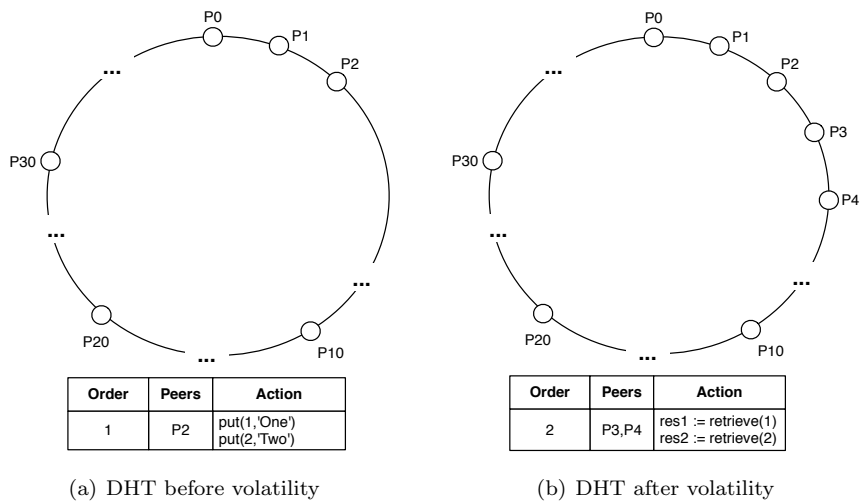 P0
P1
P2
...
P30
...
...
P20
...
P10
Order Peers Action
1 P2 put(1,'One')
put(2,'Two')
(a) DHT before volatility
P0
P1
P2
...
P3
P30
P4
...
...
P20
...
P10
Order Peers Action
2 P3,P4 res1 := retrieve(1)
res2 := retrieve(2)
(b) DHT after volatility